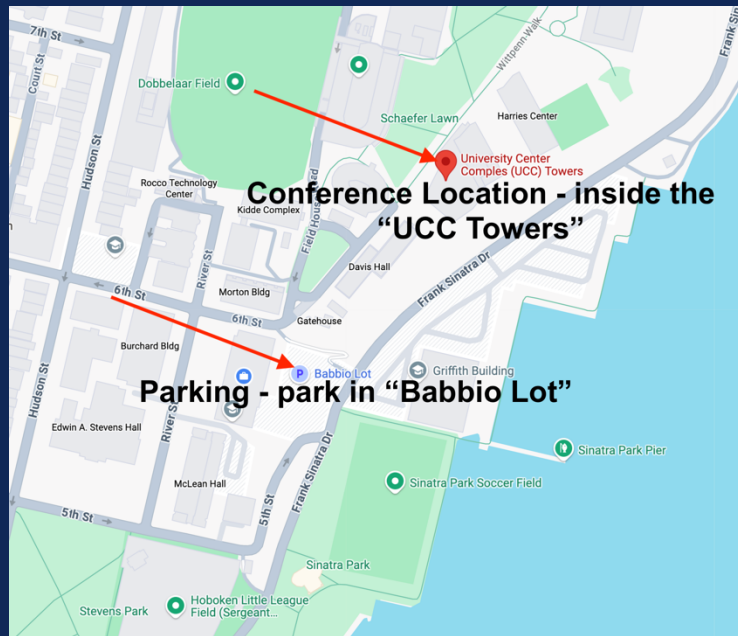 7th St
Court St
Hudson St
Dobbelaar Field
Wittpenn Walk
Frank Sinatra Dr
Schaefer Lawn
Harries Center
University Center
Comples (UCC) Towers
Rocco Technology
Center
Conference Location - inside the
“UCC Towers”
Kidde Complex
Field House Rd
Davis Hall
Frank Sinatra Dr
River St
6th St
Morton Bldg
6th St
Gatehouse
Burchard Bldg
P
Babbio Lot
Griffith Building
Parking - park in “Babbio Lot”
Hudson St
River St
Edwin A. Stevens Hall
Frank Sinatra Dr
Sinatra Park Pier
McLean Hall
5th St
Sinatra Park Soccer Field
5th St
Sinatra Park
Stevens Park
Hoboken Little League
Field (Sergeant...